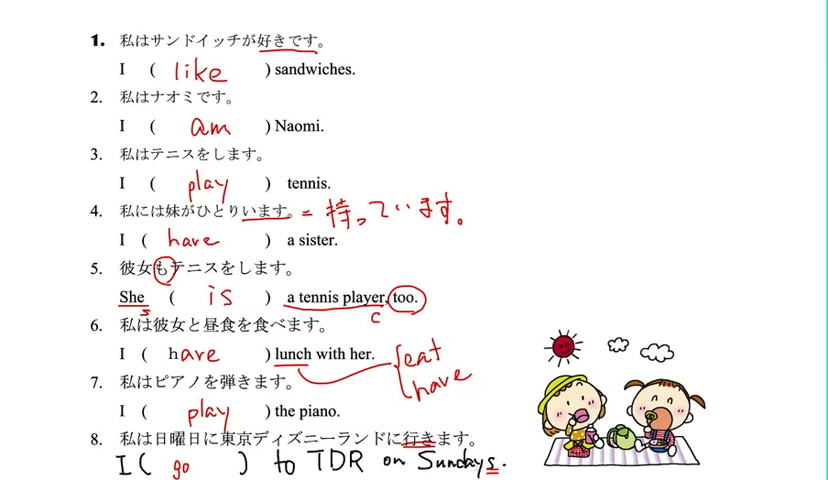 1. 私はサンドイッチが好きです。
I ( like ) sandwiches.
2. 私はナオミです。
I ( am ) Naomi.
3. 私はテニスをします。
I ( play ) tennis.
4. 私には妹がひとりいます。= 持っています。
I ( have ) a sister.
5. 彼女もテニスをします。
She ( is ) a tennis player, too.
s c
6. 私は彼女と昼食を食べます。
I ( have ) lunch with her. { eat
have
7. 私はピアノを弾きます。
I ( play ) the piano.
8. 私は日曜日に東京ディズニーランドに行きます。
I ( go ) to TDR on Sundays.